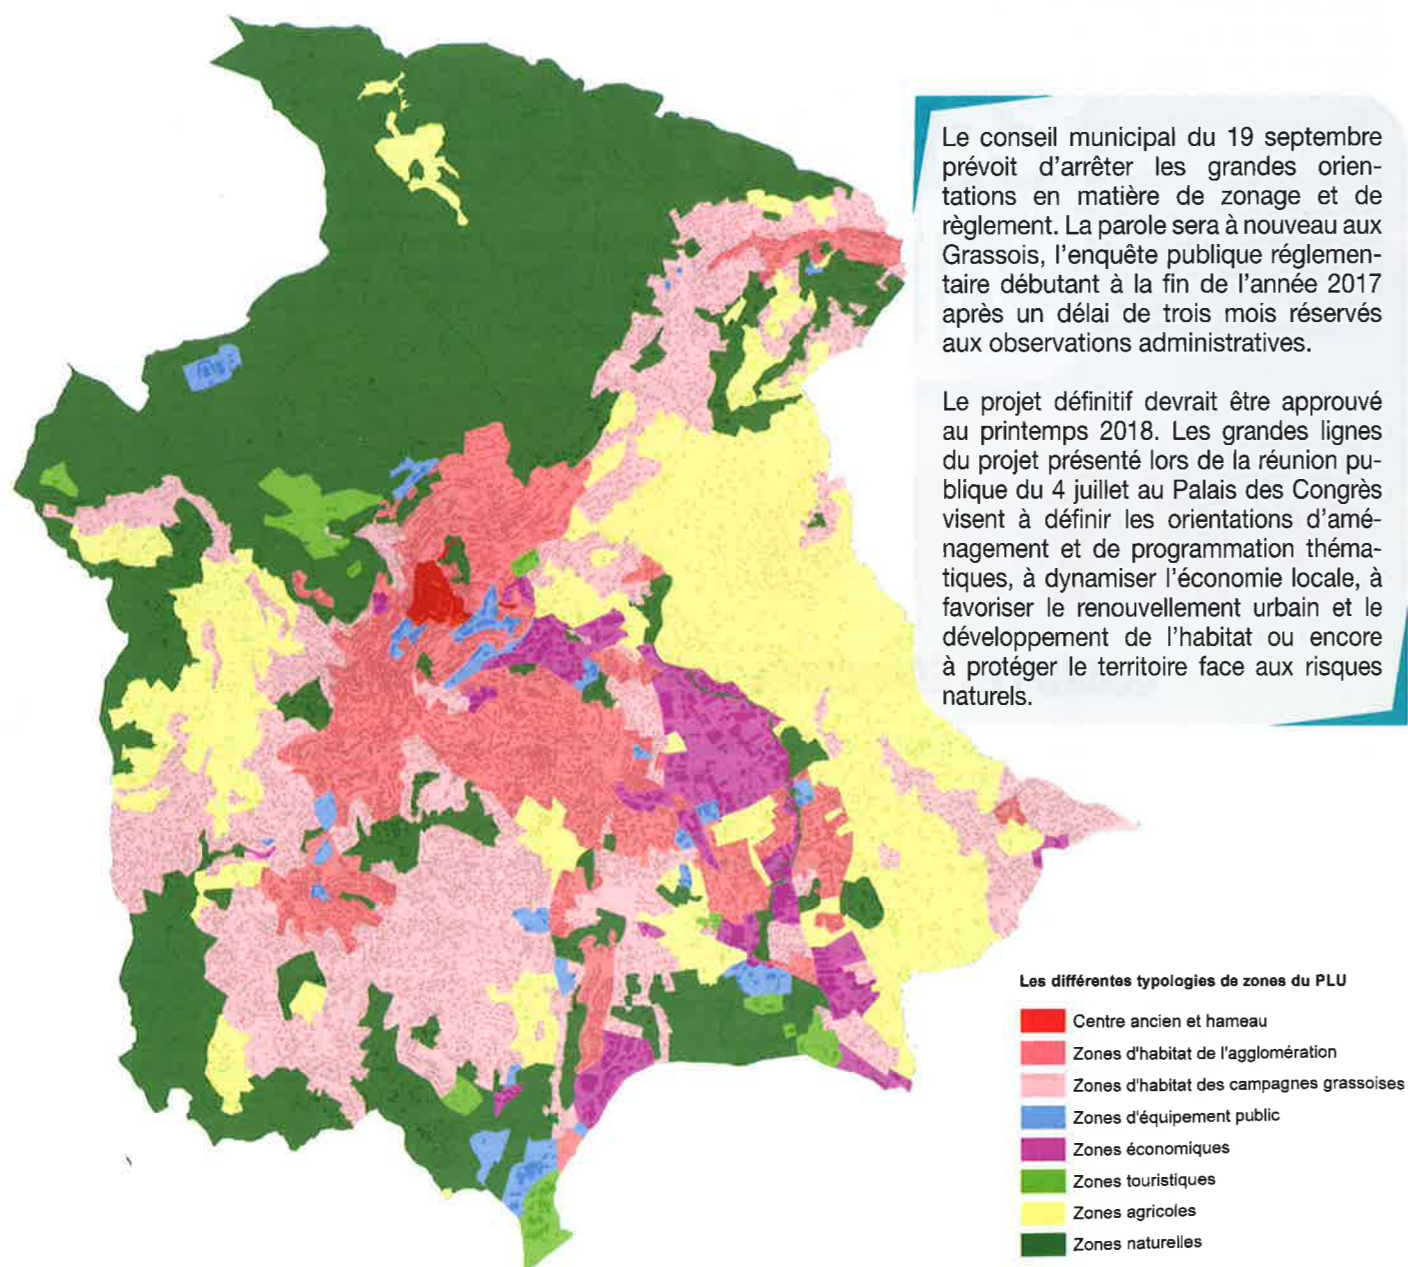 Le conseil municipal du 19 septembre
prévoit d'arrêter les grandes orien-
tations en matière de zonage et de
règlement. La parole sera à nouveau aux
Grassois, l'enquête publique réglemen-
taire débutant à la fin de l'année 2017
après un délai de trois mois réservés
aux observations administratives.
Le projet définitif devrait être approuvé
au printemps 2018. Les grandes lignes
du projet présenté lors de la réunion pu-
blique du 4 juillet au Palais des Congrès
visent à définir les orientations d'amé-
nagement et de programmation théma-
tiques, à dynamiser l'économie locale, à
favoriser le renouvellement urbain et le
développement de l'habitat ou encore
à protéger le territoire face aux risques
naturels.
Les différentes typologies de zones du PLU
Centre ancien et hameau
Zones d'habitat de l'agglomération
Zones d'habitat des campagnes grassoises
Zones d'équipement public
Zones économiques
Zones touristiques
Zones agricoles
Zones naturelles